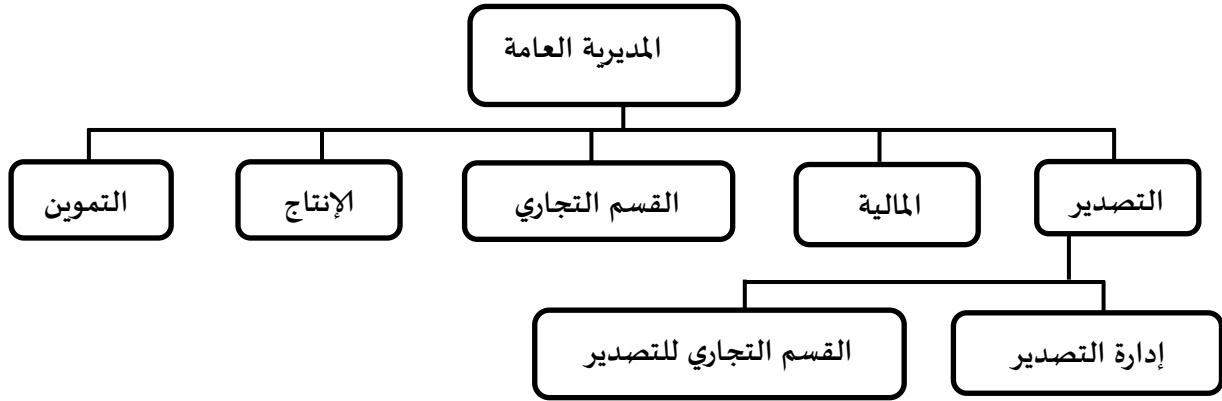 المديرية العامة
التصدير
المالية
القسم التجاري
الإنتاج
التموين
إدارة التصدير
القسم التجاري للتصدير